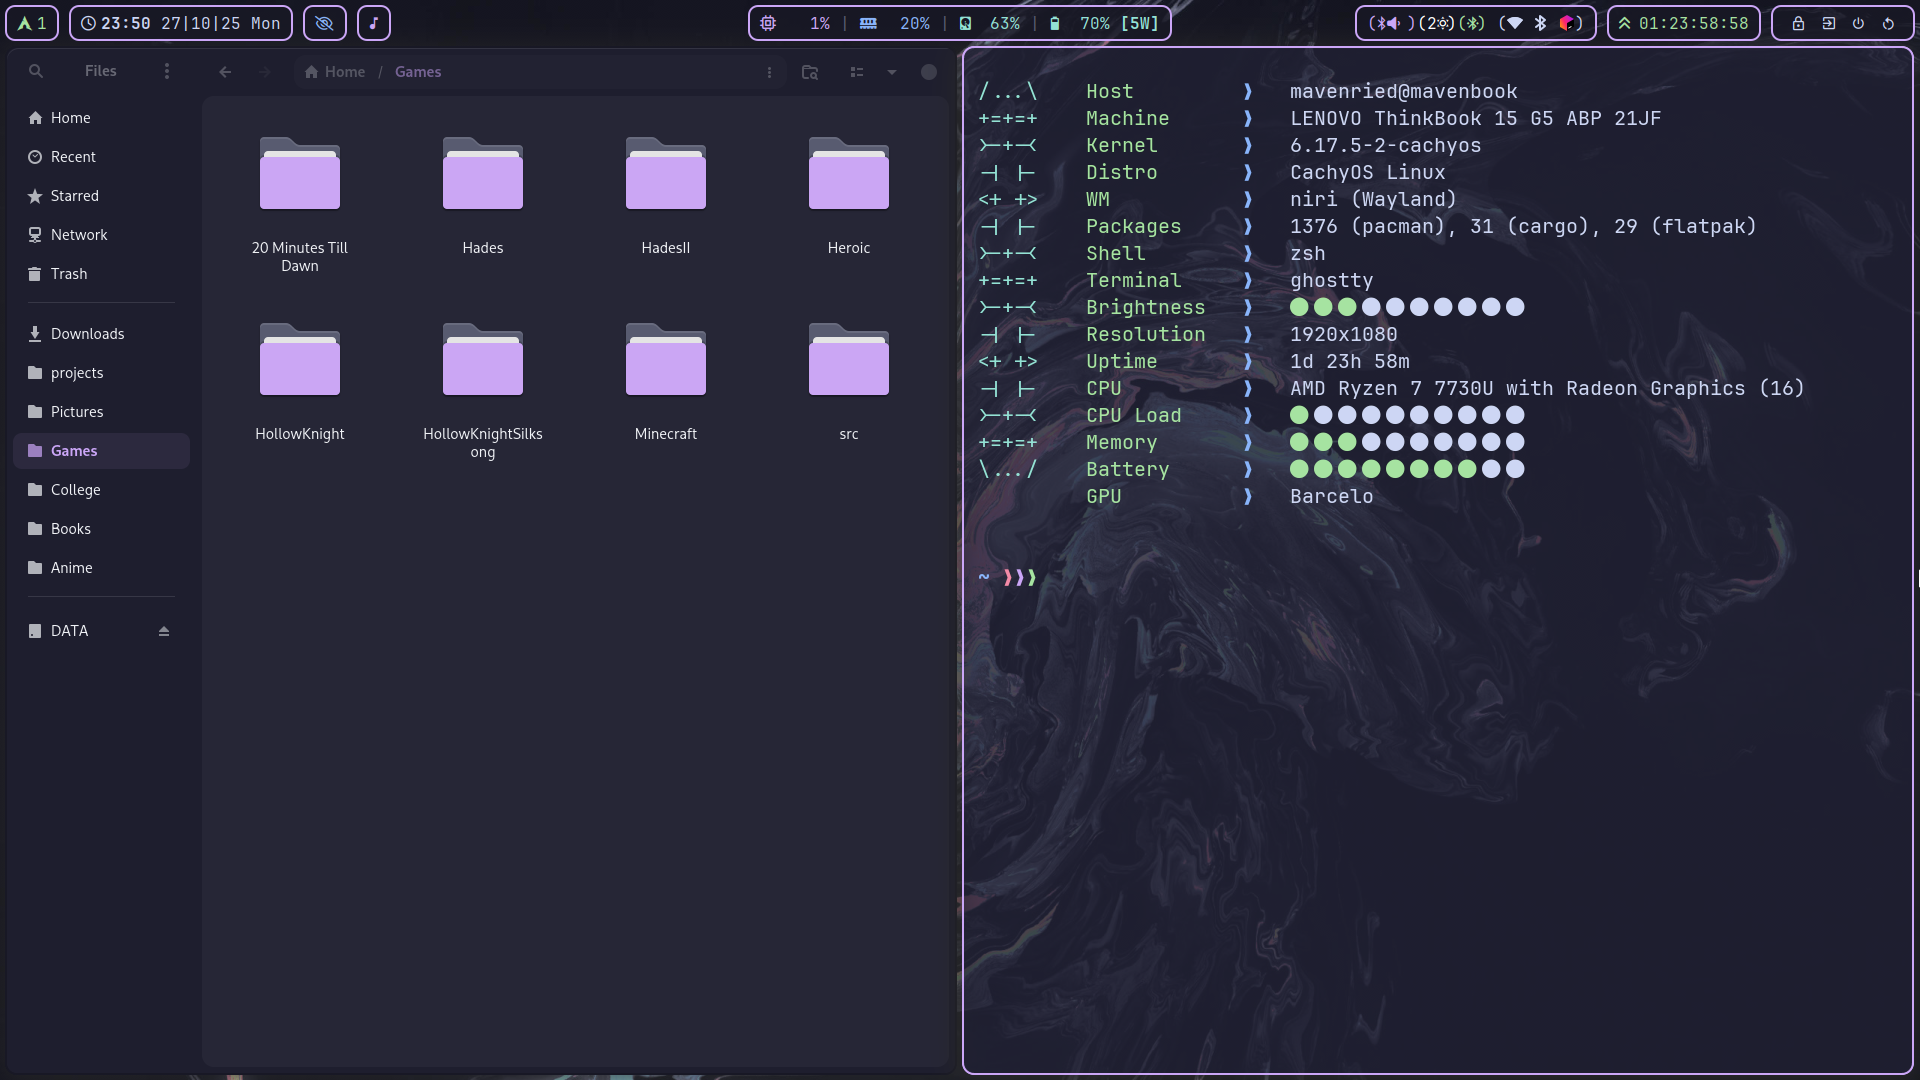 1
23:50 27|10|25 Mon
1% | 20% | 63% | 70% [5W]
( ) (2 ) ( ) ( )
01:23:58:58
Files
Home / Games
Home
Recent
Starred
Network
Trash
Downloads
projects
Pictures
Games
College
Books
Anime
DATA
20 Minutes Till
Dawn
Hades
HadesII
Heroic
HollowKnight
HollowKnightSilks
ong
Minecraft
src
/...\ Host ❯ mavenried@mavenbook
+=+=+ Machine ❯ LENOVO ThinkBook 15 G5 ABP 21JF
>—+—< Kernel ❯ 6.17.5-2-cachyos
—| |— Distro ❯ CachyOS Linux
<+ +> WM ❯ niri (Wayland)
—| |— Packages ❯ 1376 (pacman), 31 (cargo), 29 (flatpak)
>—+—< Shell ❯ zsh
+=+=+ Terminal ❯ ghostty
>—+—< Brightness ❯ ●●●●●●●●●●
—| |— Resolution ❯ 1920x1080
<+ +> Uptime ❯ 1d 23h 58m
—| |— CPU ❯ AMD Ryzen 7 7730U with Radeon Graphics (16)
>—+—< CPU Load ❯ ●●●●●●●●●●
+=+=+ Memory ❯ ●●●●●●●●●●
\.../ Battery ❯ ●●●●●●●●●●
GPU ❯ Barcelo
~ ❯❯❯